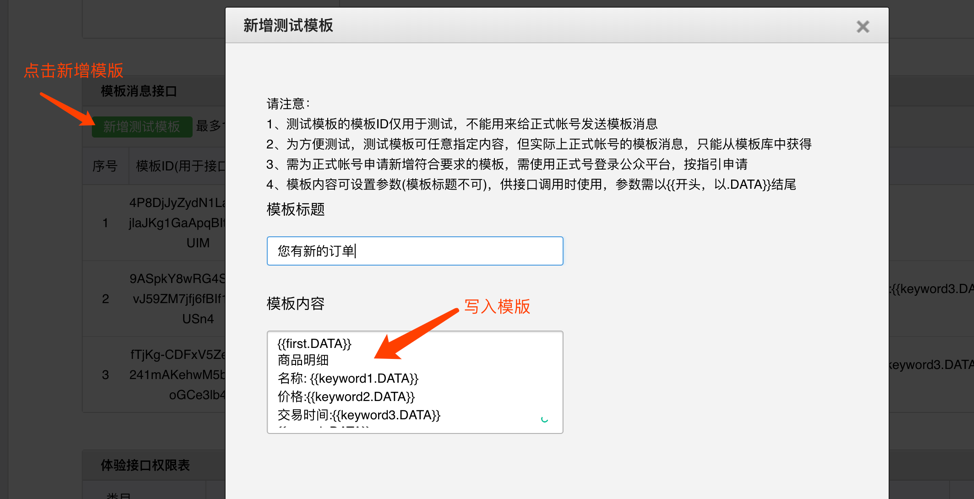 新增测试模板
点击新增模版
模板消息接口
新增测试模板 最多
序号 模板ID(用于接口
1
4P8DjJyZydN1La
jlaJKg1GaApqBIt
UIM
2
9ASpkY8wRG4S
vJ59ZM7jfj6fBIf
USn4
:{{keyword3.DA
3
fTjKg-CDFxV5Ze
241mAKehwM5b
oGCe3lb4
keyword3.DATA
体验接口权限表
类目
请注意：
1、测试模板的模板ID仅用于测试，不能用来给正式帐号发送模板消息
2、为方便测试，测试模板可任意指定内容，但实际上正式帐号的模板消息，只能从模板库中获得
3、需为正式帐号申请新增符合要求的模板，需使用正式号登录公众平台，按指引申请
4、模板内容可设置参数(模板标题不可)，供接口调用时使用，参数需以{{开头，以.DATA}}结尾
模板标题
您有新的订单
模板内容
写入模版
{{first.DATA}}
商品明细
名称: {{keyword1.DATA}}
价格:{{keyword2.DATA}}
交易时间:{{keyword3.DATA}}